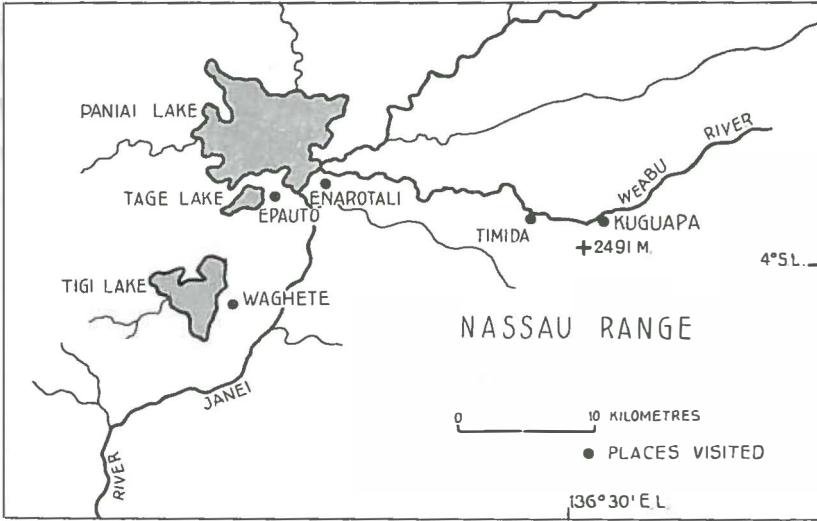 PANIAI LAKE
TAGE LAKE
EPAUTO
ENAROTALI
TIMIDA
WEABU RIVER
KUGUAPA
+2491 M.
4° S.L.
TIGI LAKE
WAGHETE
NASSAU RANGE
JANEI RIVER
0 10 KILOMETRES
● PLACES VISITED
136° 30' E.L.